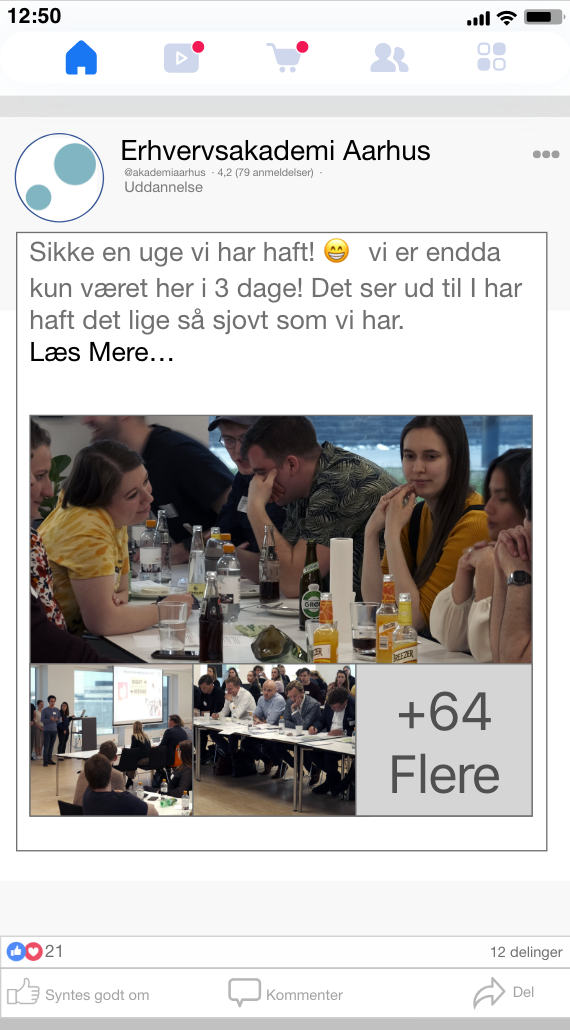 12:50
Erhvervsakademi Aarhus
@akademiaarhus · 4,2 (79 anmeldelser) ·
Uddannelse
Sikke en uge vi har haft! 😁 vi er endda
kun været her i 3 dage! Det ser ud til I har
haft det lige så sjovt som vi har.
Læs Mere...
BREEZER
+64
Flere
21
12 delinger
Syntes godt om
Kommenter
Del